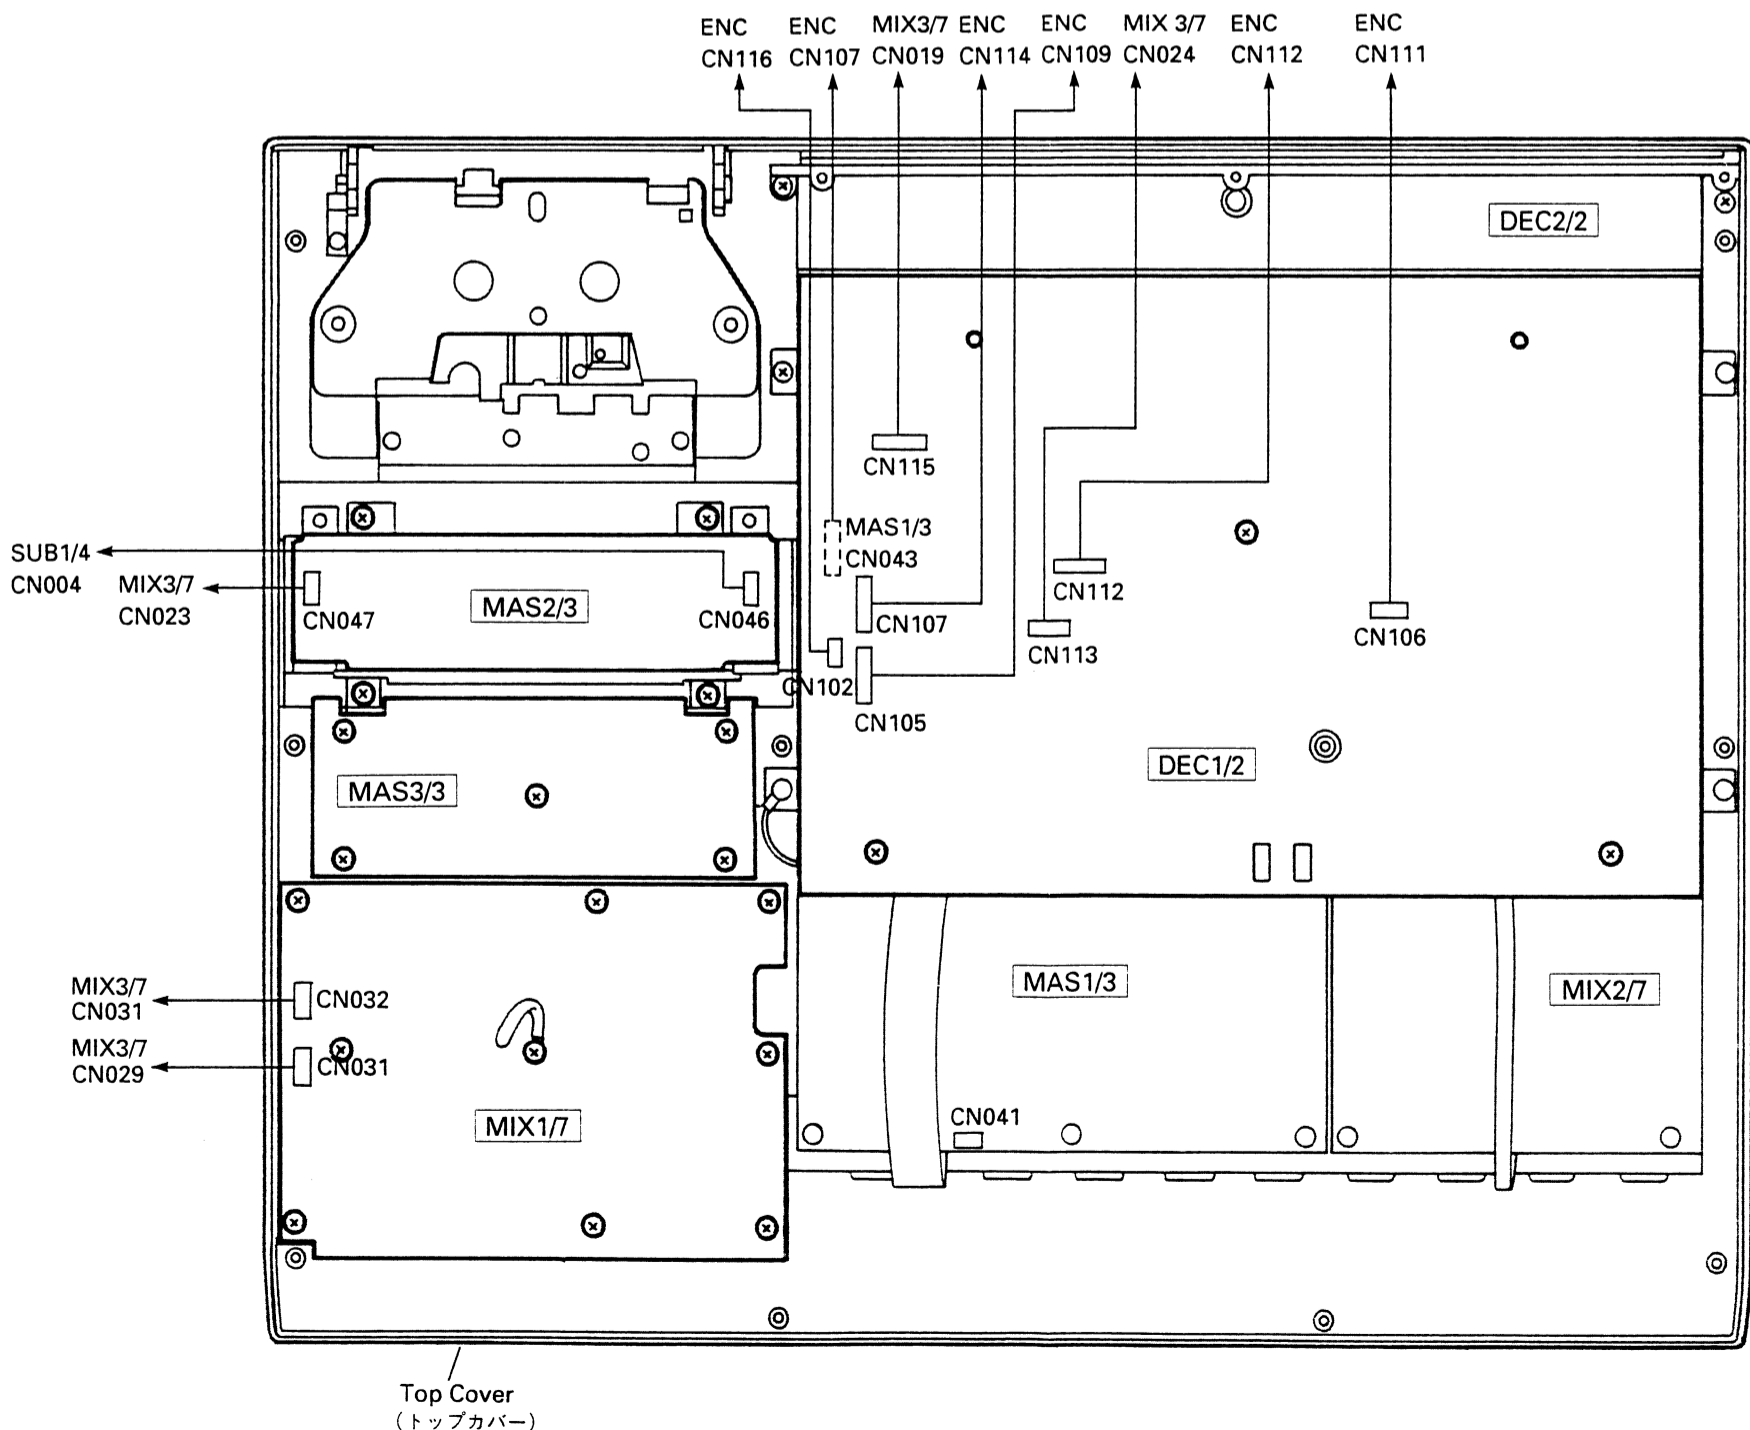 ENC
CN116
ENC
CN107
MIX3/7
CN019
ENC
CN114
ENC
CN109
MIX 3/7
CN024
ENC
CN112
ENC
CN111
DEC2/2
CN115
MAS1/3
CN043
SUB1/4
CN004
MIX3/7
CN023
CN047
MAS2/3
CN046
CN107
CN112
CN113
CN106
CN102
CN105
DEC1/2
MAS3/3
MIX3/7
CN031
CN032
MIX3/7
CN029
CN031
MIX1/7
MAS1/3
MIX2/7
CN041
Top Cover
(トップカバー)